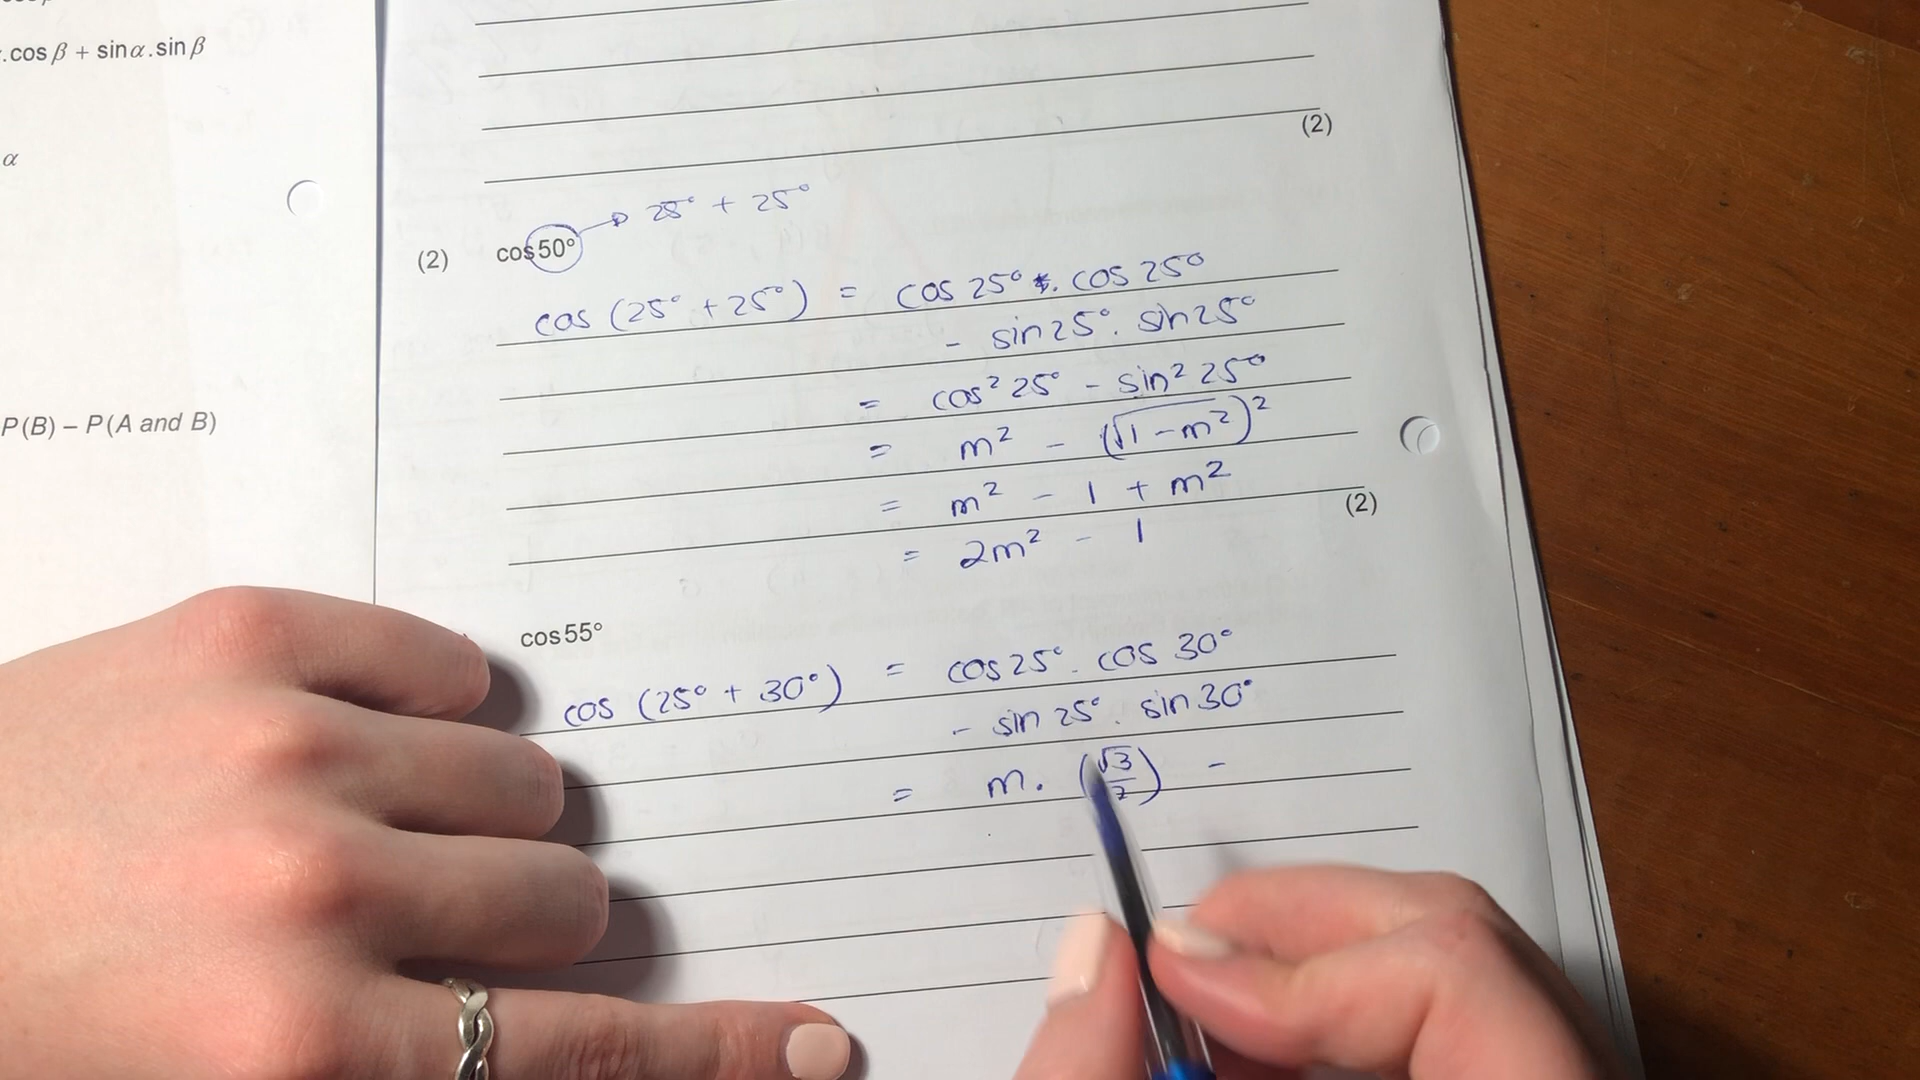 .cos β + sin α . sin β
α
P(B) – P(A and B)
(2)
25° + 25°
(2) cos 50°
cos (25° + 25°) = cos 25° . cos 25°
- sin 25° . sin 25°
= cos² 25° - sin² 25°
= m² - (√1 - m²)²
= m² - 1 + m²
(2)
= 2m² - 1
cos 55°
cos (25° + 30°) = cos 25° . cos 30°
- sin 25° . sin 30°
= m . (√3/2) -